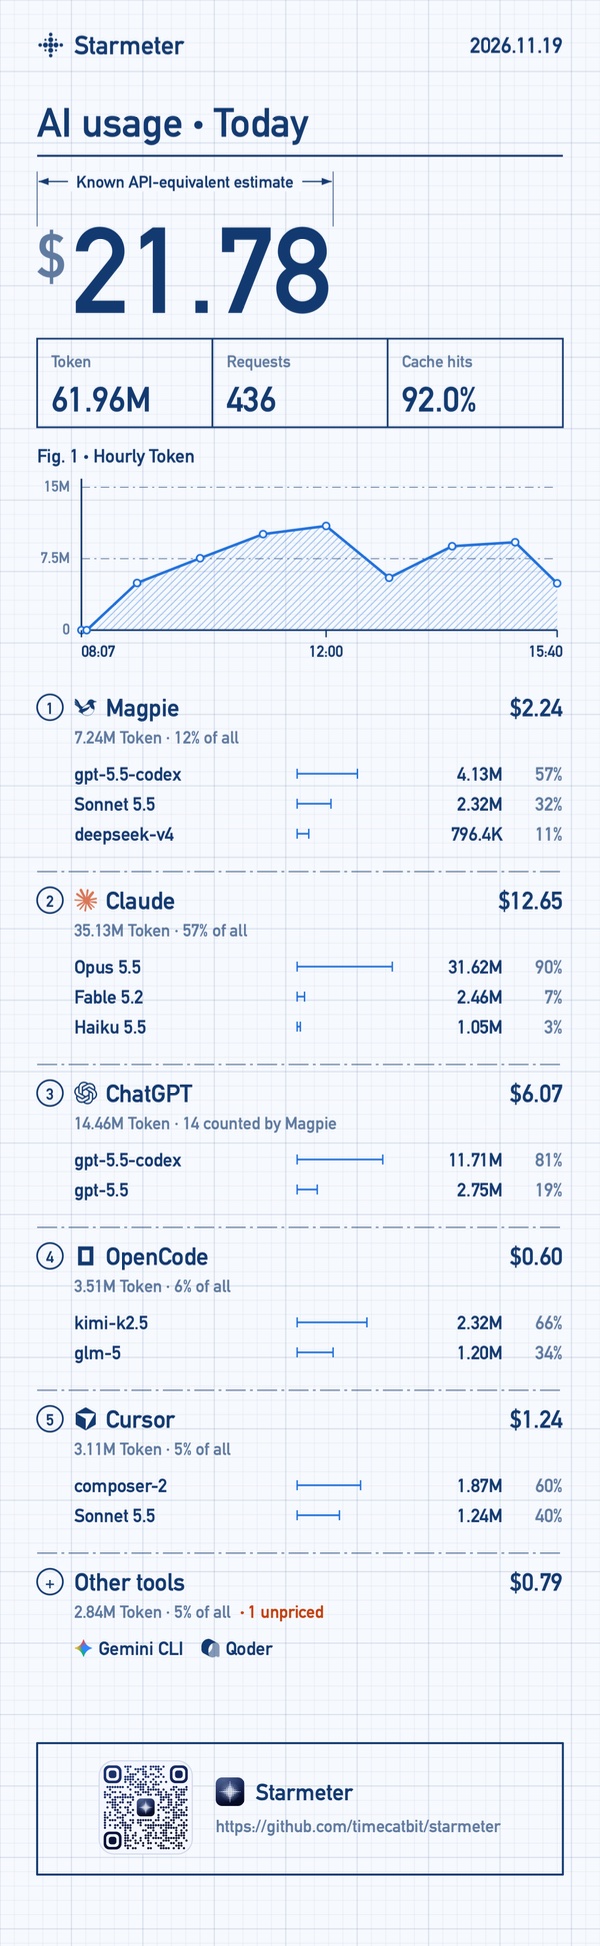 Starmeter 2026.11.19
AI usage · Today
Known API-equivalent estimate
$21.78
Token Requests Cache hits
61.96M 436 92.0%
Fig. 1 · Hourly Token
15M
7.5M
0
08:07 12:00 15:40
1 Magpie $2.24
7.24M Token · 12% of all
gpt-5.5-codex 4.13M 57%
Sonnet 5.5 2.32M 32%
deepseek-v4 796.4K 11%
2 Claude $12.65
35.13M Token · 57% of all
Opus 5.5 31.62M 90%
Fable 5.2 2.46M 7%
Haiku 5.5 1.05M 3%
3 ChatGPT $6.07
14.46M Token · 14 counted by Magpie
gpt-5.5-codex 11.71M 81%
gpt-5.5 2.75M 19%
4 OpenCode $0.60
3.51M Token · 6% of all
kimi-k2.5 2.32M 66%
glm-5 1.20M 34%
5 Cursor $1.24
3.11M Token · 5% of all
composer-2 1.87M 60%
Sonnet 5.5 1.24M 40%
+ Other tools $0.79
2.84M Token · 5% of all · 1 unpriced
Gemini CLI Qoder
Starmeter
https://github.com/timecatbit/starmeter